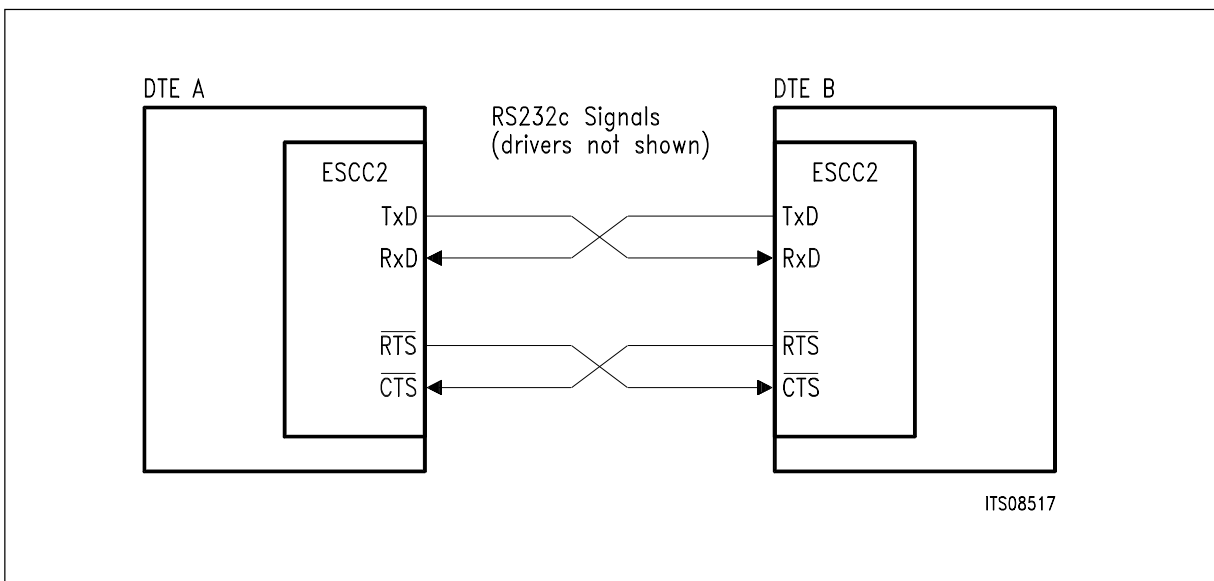 DTE A
DTE B
RS232c Signals
(drivers not shown)
ESCC2
ESCC2
TxD
TxD
RxD
RxD
RTS
RTS
CTS
CTS
ITS08517